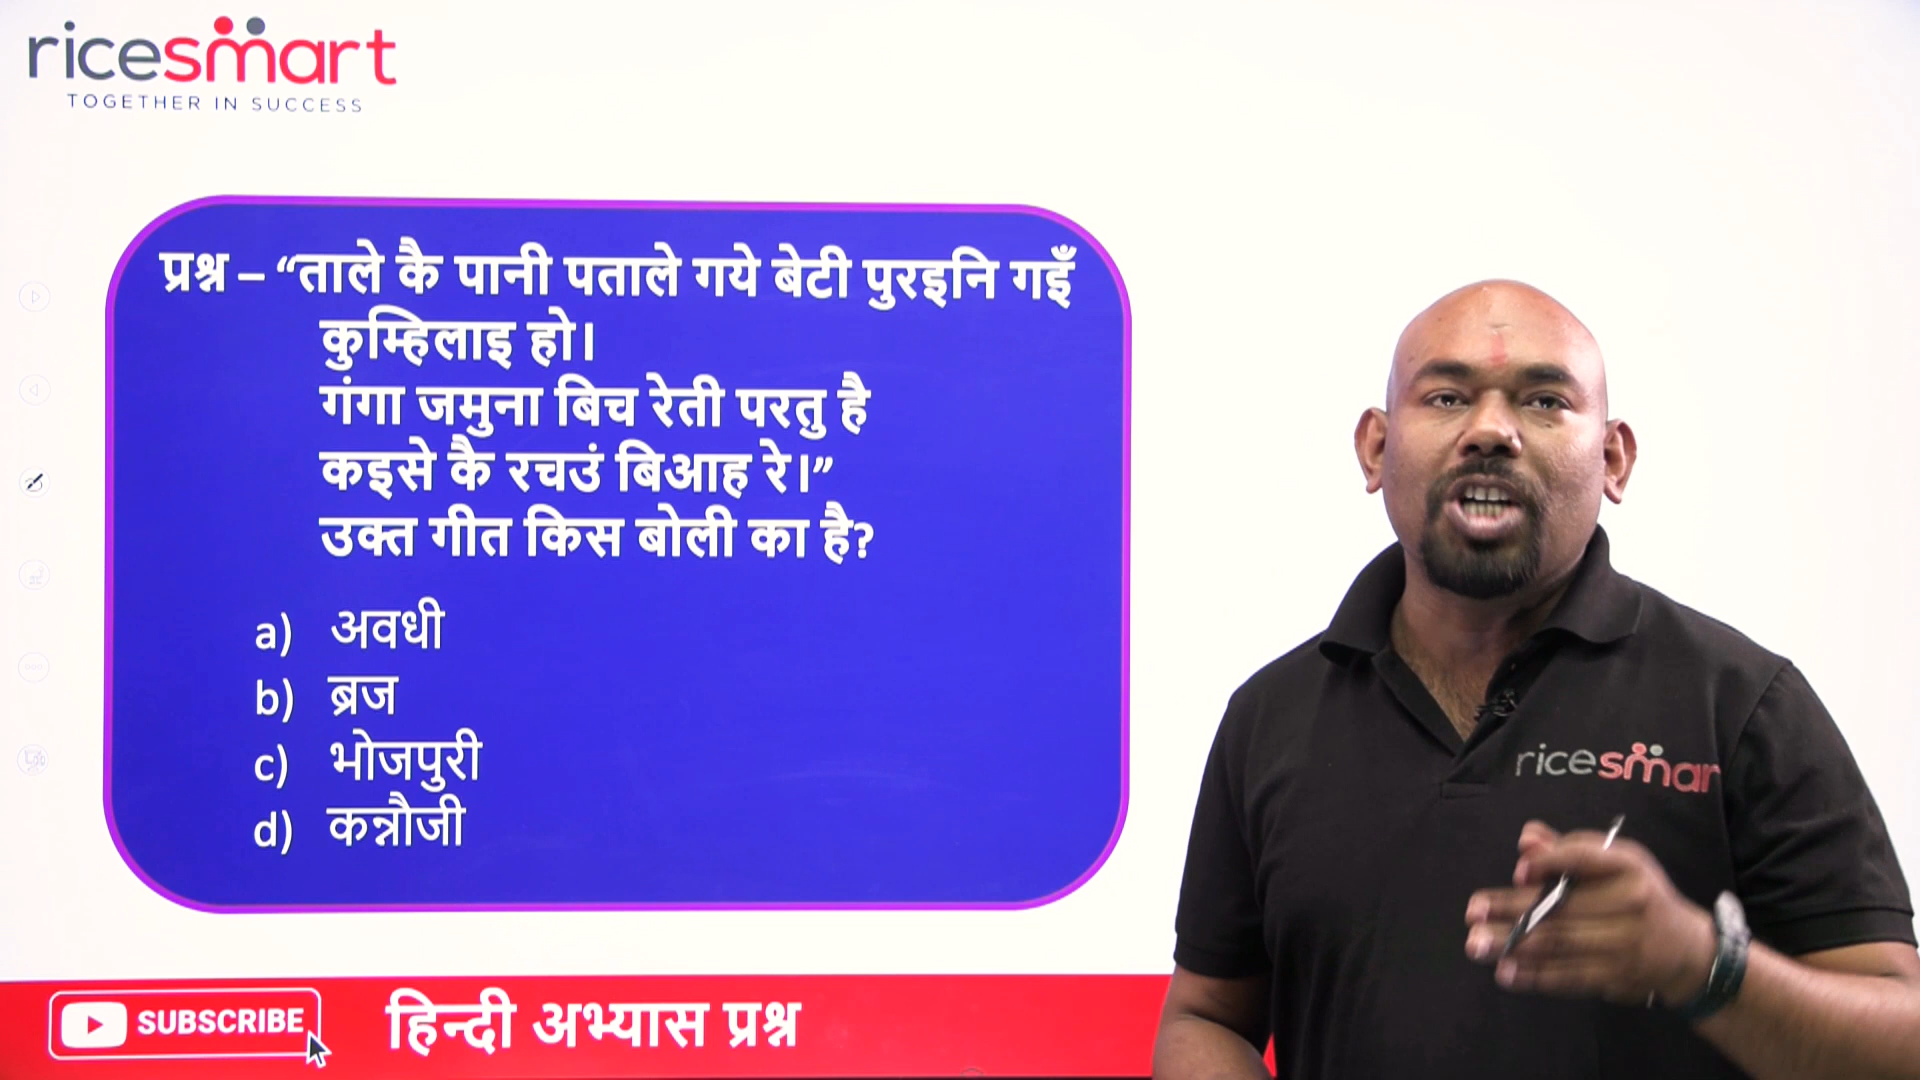 ricesmart
TOGETHER IN SUCCESS
प्रश्न – “ताले कै पानी पताले गये बेटी पुरइनि गइँ
कुम्हिलाइ हो।
गंगा जमुना बिच रेती परतु है
कइसे कै रचउं बिआह रे।”
उक्त गीत किस बोली का है?
a) अवधी
b) ब्रज
c) भोजपुरी
d) कन्नौजी
ricesmar
SUBSCRIBE
हिन्दी अभ्यास प्रश्न